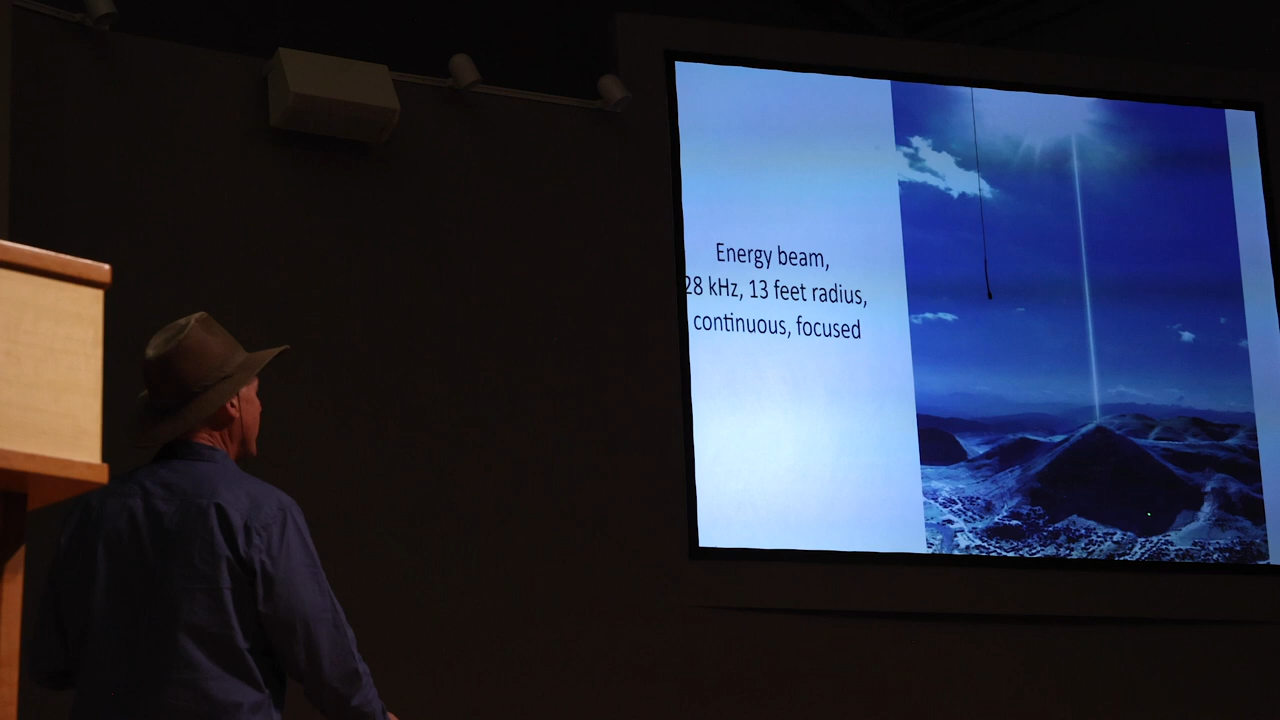 Energy beam,
28 kHz, 13 feet radius,
continuous, focused